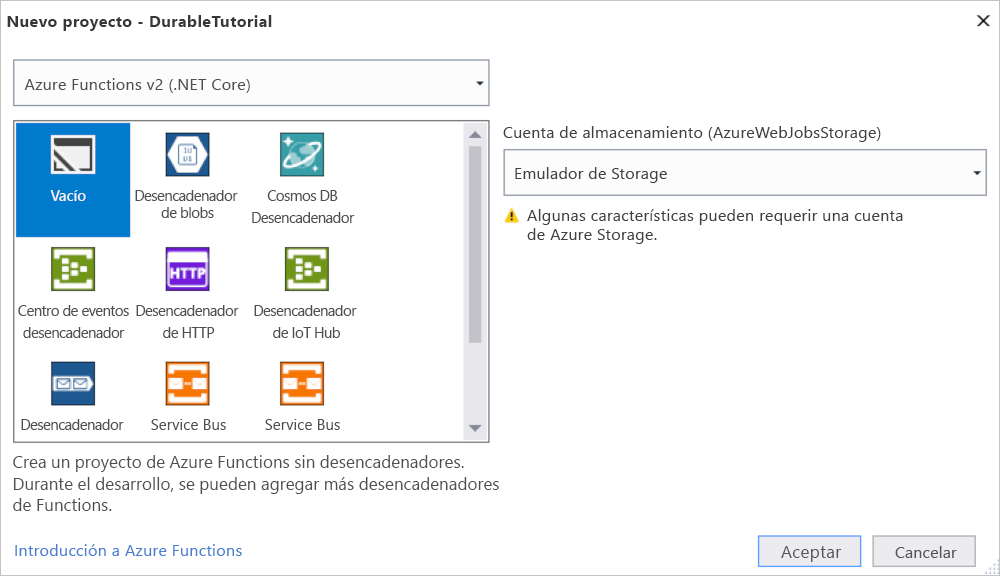 Nuevo proyecto - DurableTutorial
Azure Functions v2 (.NET Core)
Vacío
Desencadenador
de blobs
Cosmos DB
Desencadenador
Centro de eventos
desencadenador
HTTP
Desencadenador
de HTTP
Desencadenador
de IoT Hub
Desencadenador
Service Bus
Service Bus
Crea un proyecto de Azure Functions sin desencadenadores.
Durante el desarrollo, se pueden agregar más desencadenadores
de Functions.
Introducción a Azure Functions
Cuenta de almacenamiento (AzureWebJobsStorage)
Emulador de Storage
Algunas características pueden requerir una cuenta
de Azure Storage.
Aceptar
Cancelar